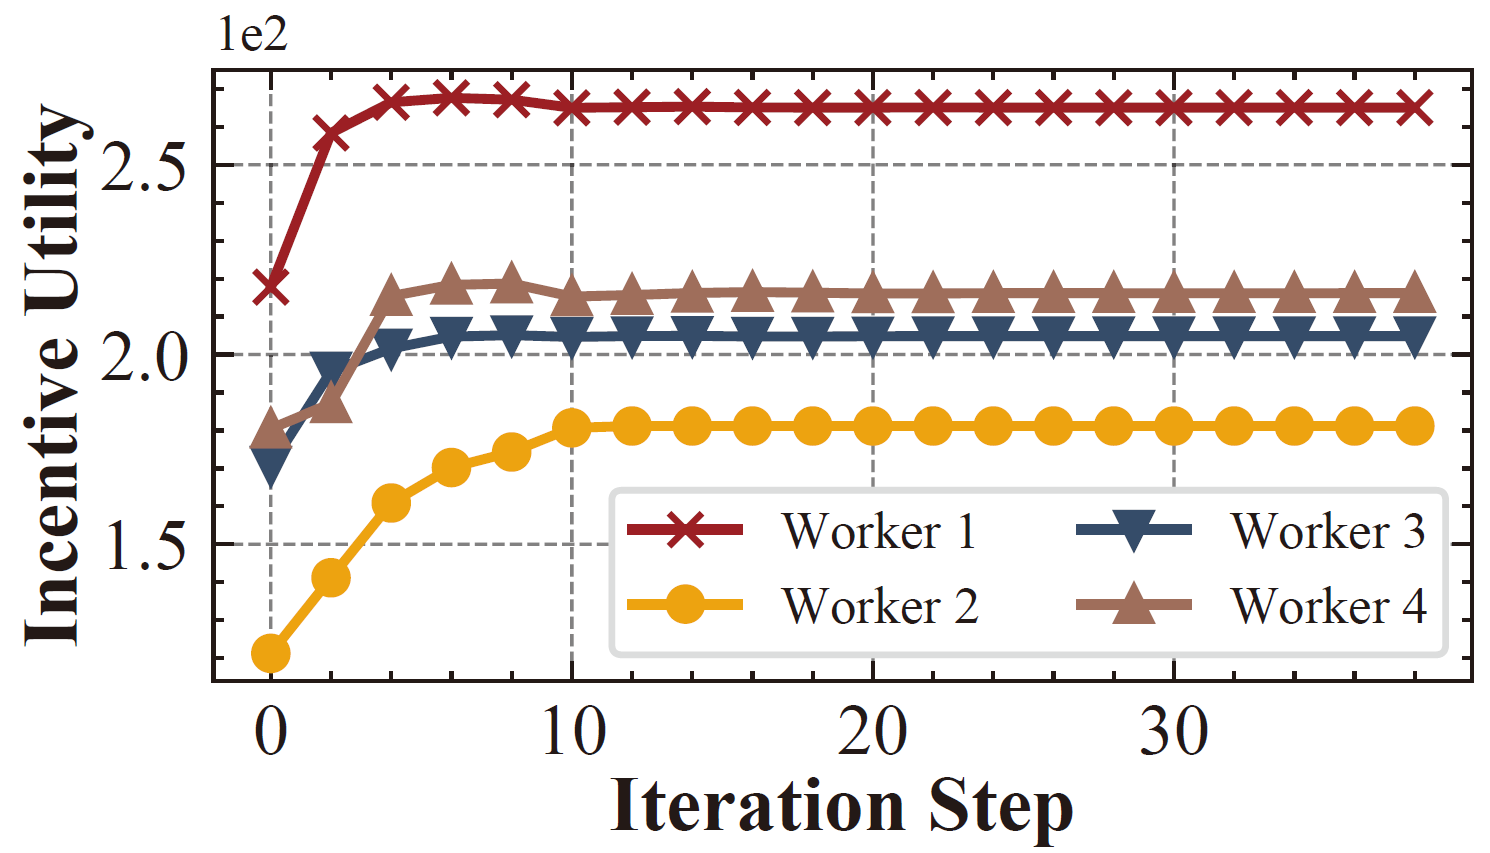 1e2
Incentive Utility
2.5
2.0
1.5
0 10 20 30
Iteration Step
Worker 1
Worker 2
Worker 3
Worker 4